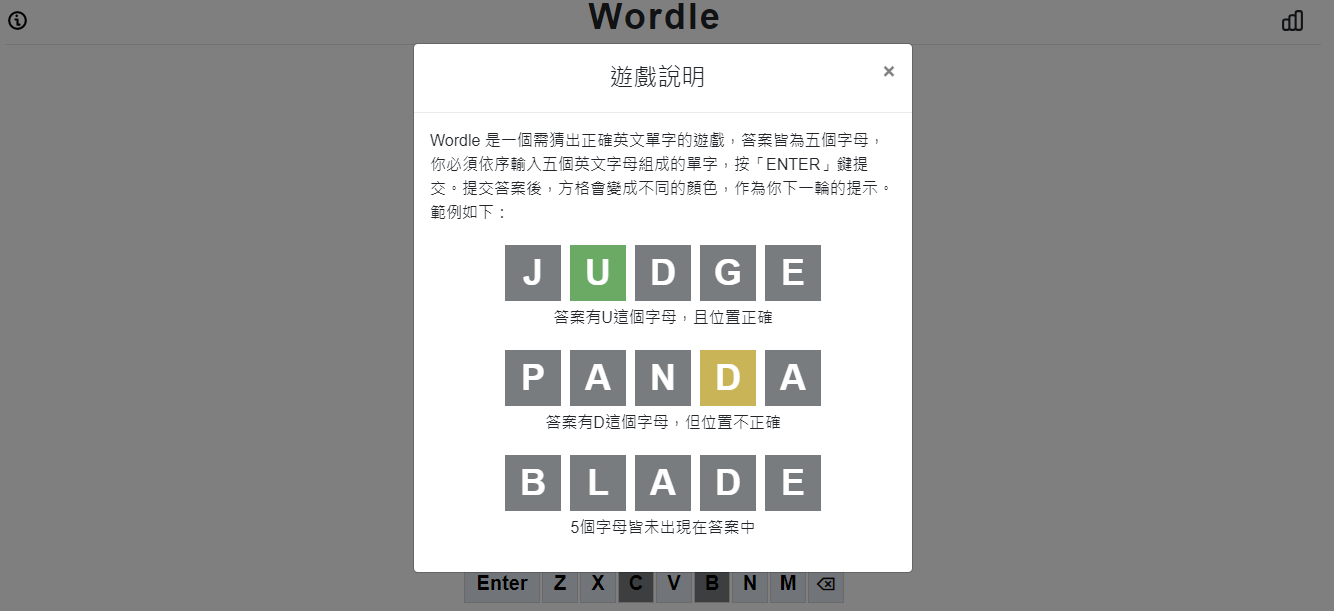 Wordle
遊戲說明
×
Wordle 是一個需猜出正確英文單字的遊戲，答案皆為五個字母，
你必須依序輸入五個英文字母組成的單字，按「ENTER」鍵提
交。提交答案後，方格會變成不同的顏色，作為你下一輪的提示。
範例如下：
J U D G E
答案有U這個字母，且位置正確
P A N D A
答案有D這個字母，但位置不正確
B L A D E
5個字母皆未出現在答案中
Enter Z X C V B N M